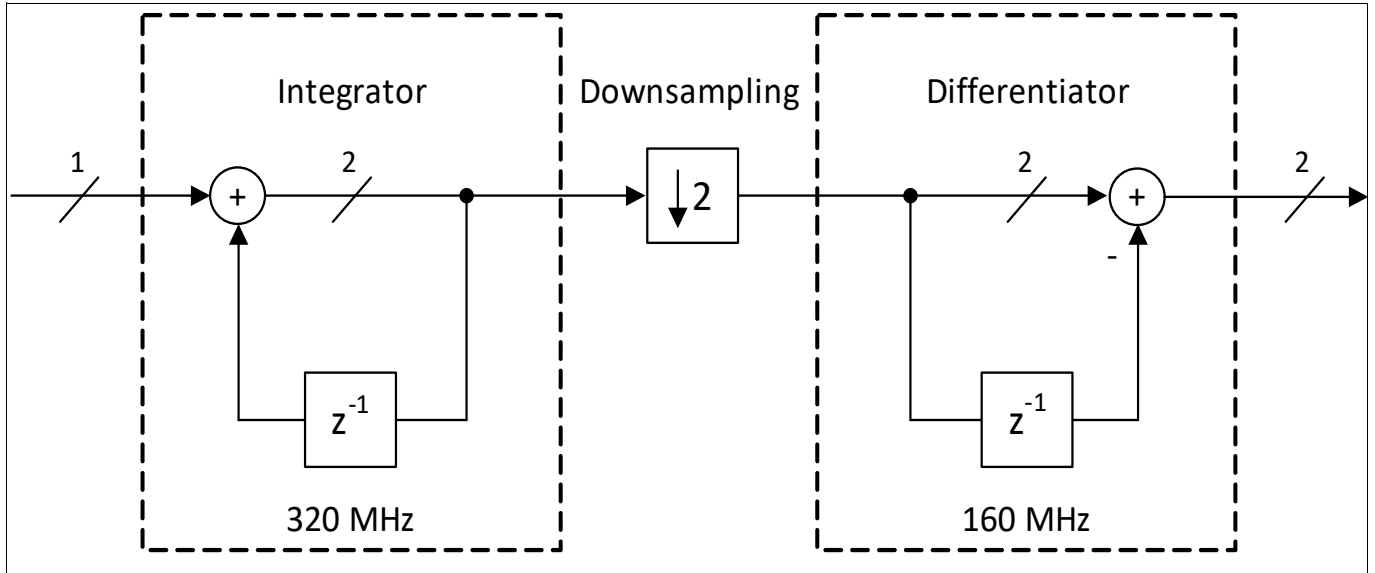 Integrator Downsampling Differentiator
1 2 2 2
+ ↓2 +
-
z⁻¹ z⁻¹
320 MHz 160 MHz